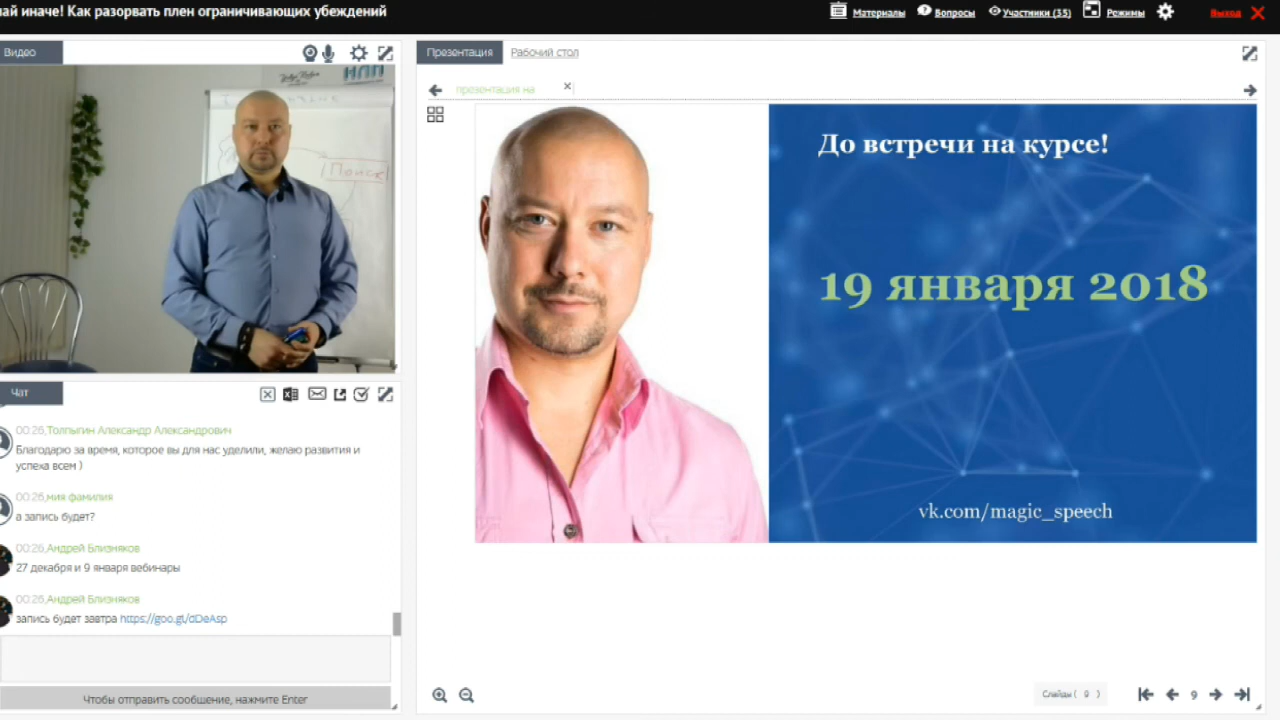 ай иначе! Как разорвать плен ограничивающих убеждений
Материалы
Вопросы
Участники (35)
Режимы
Выход
Видео
НЛП
Поиск
Презентация
Рабочий стол
презентация на
До встречи на курсе!
19 января 2018
vk.com/magic_speech
Чат
00:26, Толпыгин Александр Александрович
Благодарю за время, которое вы для нас уделили, желаю развития и
успеха всем )
00:26, мия фамилия
а запись будет?
00:26, Андрей Близняков
27 декабря и 9 января вебинары
00:26, Андрей Близняков
запись будет завтра https://goo.gl/dDeAsp
Чтобы отправить сообщение, нажмите Enter
Слайды ( 9 )
9